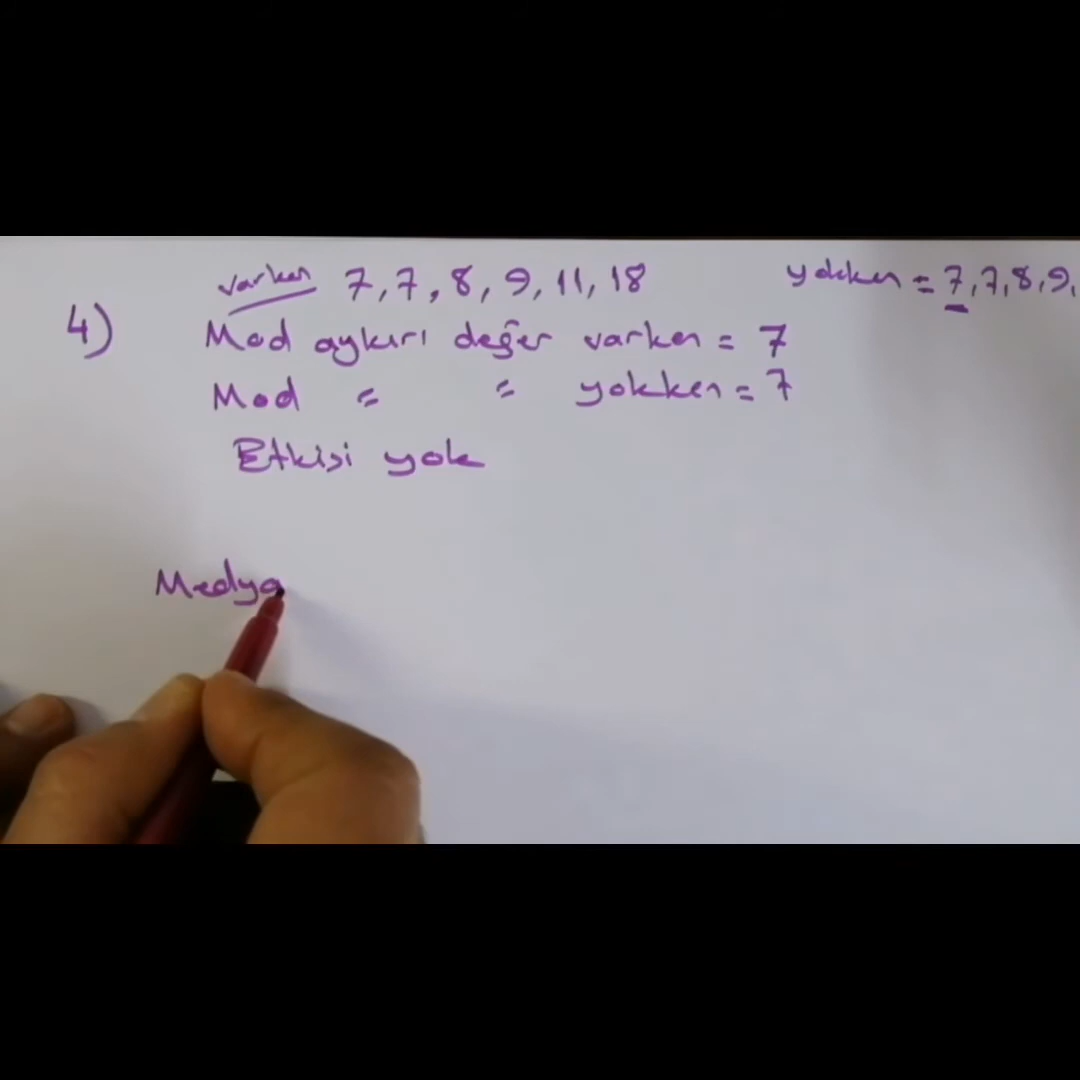 varken 7, 7, 8, 9, 11, 18
yokken = 7, 7, 8, 9,
4) Mod aykırı değer varken = 7
Mod " " yokken = 7
Etkisi yok
Medya